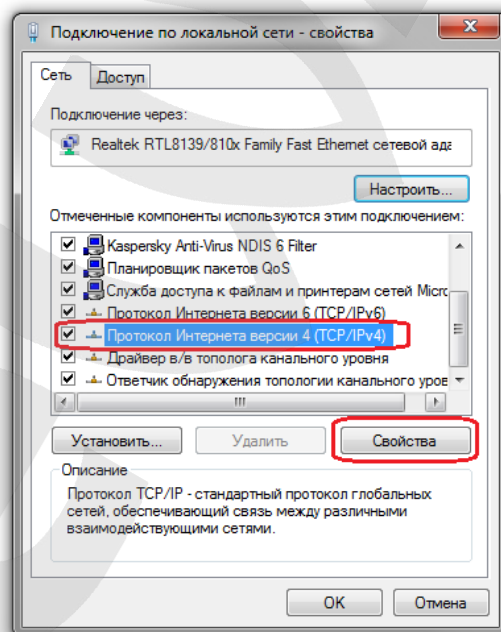 Подключение по локальной сети - свойства
Сеть Доступ
Подключение через:
Realtek RTL8139/810x Family Fast Ethernet сетевой ада
Настроить...
Отмеченные компоненты используются этим подключением:
Kaspersky Anti-Virus NDIS 6 Filter
Планировщик пакетов QoS
Служба доступа к файлам и принтерам сетей Micro
Протокол Интернета версии 6 (TCP/IPv6)
Протокол Интернета версии 4 (TCP/IPv4)
Драйвер в/в тополога канального уровня
Ответчик обнаружения топологии канального уров
Установить... Удалить Свойства
Описание
Протокол TCP/IP - стандартный протокол глобальных
сетей, обеспечивающий связь между различными
взаимодействующими сетями.
OK Отмена